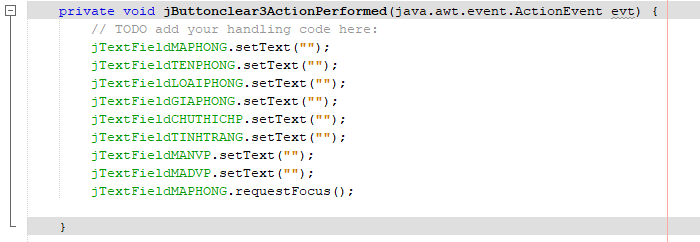 private void jButtonclear3ActionPerformed(java.awt.event.ActionEvent evt) {
// TODO add your handling code here:
jTextFieldMAPHONG.setText("");
jTextFieldTENPHONG.setText("");
jTextFieldLOAIPHONG.setText("");
jTextFieldGIAPHONG.setText("");
jTextFieldCHUTHICHP.setText("");
jTextFieldTINHTRANG.setText("");
jTextFieldMANVP.setText("");
jTextFieldMADVP.setText("");
jTextFieldMAPHONG.requestFocus();
}